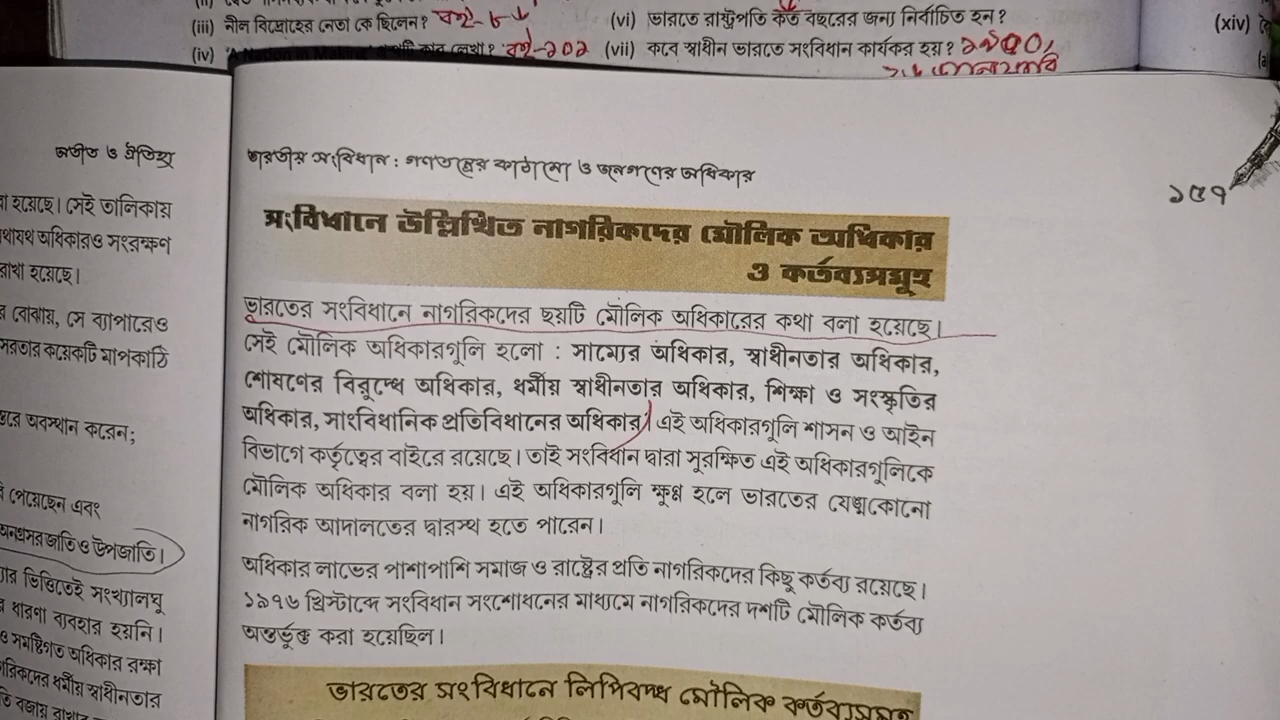 (iii) নীল বিদ্রোহের নেতা কে ছিলেন?
(vi) ভারতে রাষ্ট্রপতি কত বছরের জন্য নির্বাচিত হন?
(xiv)
(iv) লেখা? -১০১
(vii) কবে স্বাধীন ভারতে সংবিধান কার্যকর হয়? ১৯৫০,
অতীত ও ঐতিহ্য
হয়েছে। সেই তালিকায়
অধিকারও সংরক্ষণ
রাখা হয়েছে।
বোঝায়, সে ব্যাপারেও
কয়েকটি মাপকাঠি
অবস্থান করেন;
পেয়েছেন এবং
অনগ্রসর জাতি ও উপজাতি।
ভিত্তিতেই সংখ্যালঘু
ধারণা ব্যবহার হয়নি।
ও সমষ্টিগত অধিকার রক্ষা
ধর্মীয় স্বাধীনতার
বজায় রাখার
ভারতীয় সংবিধান : গণতন্ত্রের কাঠামো ও জনগণের অধিকার
১৫৭
সংবিধানে উল্লিখিত নাগরিকদের মৌলিক অধিকার
ও কর্তব্যসমূহ
ভারতের সংবিধানে নাগরিকদের ছয়টি মৌলিক অধিকারের কথা বলা হয়েছে।
সেই মৌলিক অধিকারগুলি হলো : সাম্যের অধিকার, স্বাধীনতার অধিকার,
শোষণের বিরুদ্ধে অধিকার, ধর্মীয় স্বাধীনতার অধিকার, শিক্ষা ও সংস্কৃতির
অধিকার, সাংবিধানিক প্রতিবিধানের অধিকার। এই অধিকারগুলি শাসন ও আইন
বিভাগে কর্তৃত্বের বাইরে রয়েছে। তাই সংবিধান দ্বারা সুরক্ষিত এই অধিকারগুলিকে
মৌলিক অধিকার বলা হয়। এই অধিকারগুলি ক্ষুণ্ণ হলে ভারতের যেকোনো
নাগরিক আদালতের দ্বারস্থ হতে পারেন।
অধিকার লাভের পাশাপাশি সমাজ ও রাষ্ট্রের প্রতি নাগরিকদের কিছু কর্তব্য রয়েছে।
১৯৭৬ খ্রিস্টাব্দে সংবিধান সংশোধনের মাধ্যমে নাগরিকদের দশটি মৌলিক কর্তব্য
অন্তর্ভুক্ত করা হয়েছিল।
ভারতের সংবিধানে লিপিবদ্ধ মৌলিক কর্তব্যসমূহ